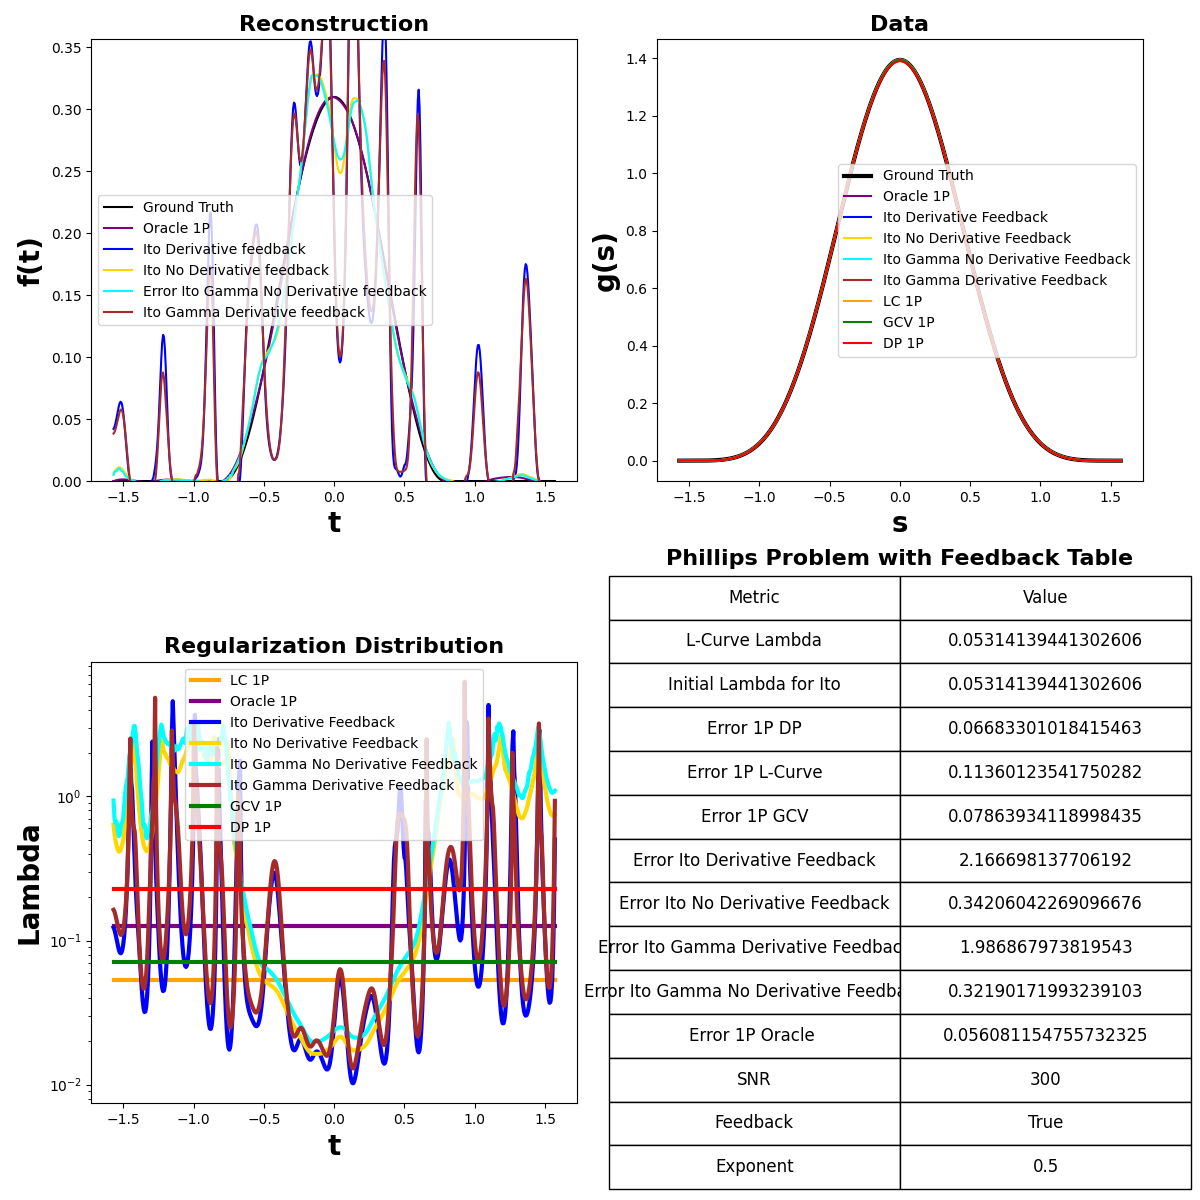 Reconstruction
f(t)
0.35
0.30
0.25
0.20
0.15
0.10
0.05
0.00
Ground Truth
Oracle 1P
Ito Derivative feedback
Ito No Derivative feedback
Error Ito Gamma No Derivative feedback
Ito Gamma Derivative feedback
−1.5 −1.0 −0.5 0.0 0.5 1.0 1.5
t
Data
g(s)
1.4
1.2
1.0
0.8
0.6
0.4
0.2
0.0
Ground Truth
Oracle 1P
Ito Derivative Feedback
Ito No Derivative Feedback
Ito Gamma No Derivative Feedback
Ito Gamma Derivative Feedback
LC 1P
GCV 1P
DP 1P
−1.5 −1.0 −0.5 0.0 0.5 1.0 1.5
s
Regularization Distribution
Lambda
10^0
10^−1
10^−2
LC 1P
Oracle 1P
Ito Derivative Feedback
Ito No Derivative Feedback
Ito Gamma No Derivative Feedback
Ito Gamma Derivative Feedback
GCV 1P
DP 1P
−1.5 −1.0 −0.5 0.0 0.5 1.0 1.5
t
Phillips Problem with Feedback Table
Metric Value
L-Curve Lambda 0.05314139441302606
Initial Lambda for Ito 0.05314139441302606
Error 1P DP 0.06683301018415463
Error 1P L-Curve 0.11360123541750282
Error 1P GCV 0.07863934118998435
Error Ito Derivative Feedback 2.166698137706192
Error Ito No Derivative Feedback 0.34206042269096676
Error Ito Gamma Derivative Feedbac 1.986867973819543
Error Ito Gamma No Derivative Feedba 0.32190171993239103
Error 1P Oracle 0.056081154755732325
SNR 300
Feedback True
Exponent 0.5